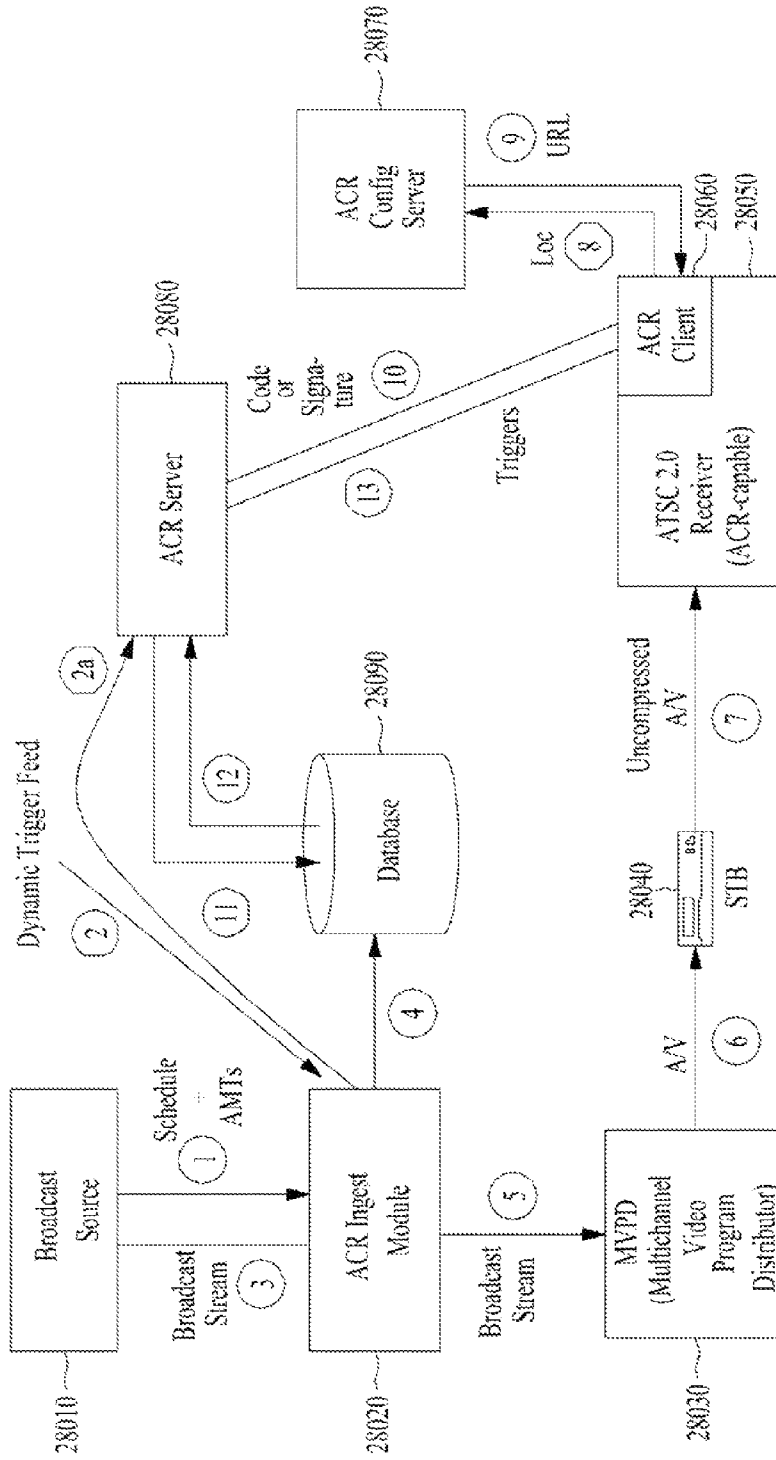 Broadcast
Source
28010
Broadcast
Stream
3
1
Schedule
+
AMTs
ACR Ingest
Module
28020
Dynamic Trigger Feed
2
2a
4
11
12
Database
28090
ACR Server
28080
Code
or
Signa-
ture
10
13
Triggers
ACR
Config
Server
28070
Loc
8
9
URL
Broadcast
Stream
5
MVPD
(Multichannel
Video
Program
Distributor)
28030
A/V
6
28040
STB
Uncompressed
A/V
7
ATSC 2.0
Receiver
(ACR-capable)
ACR
Client
28060
28050